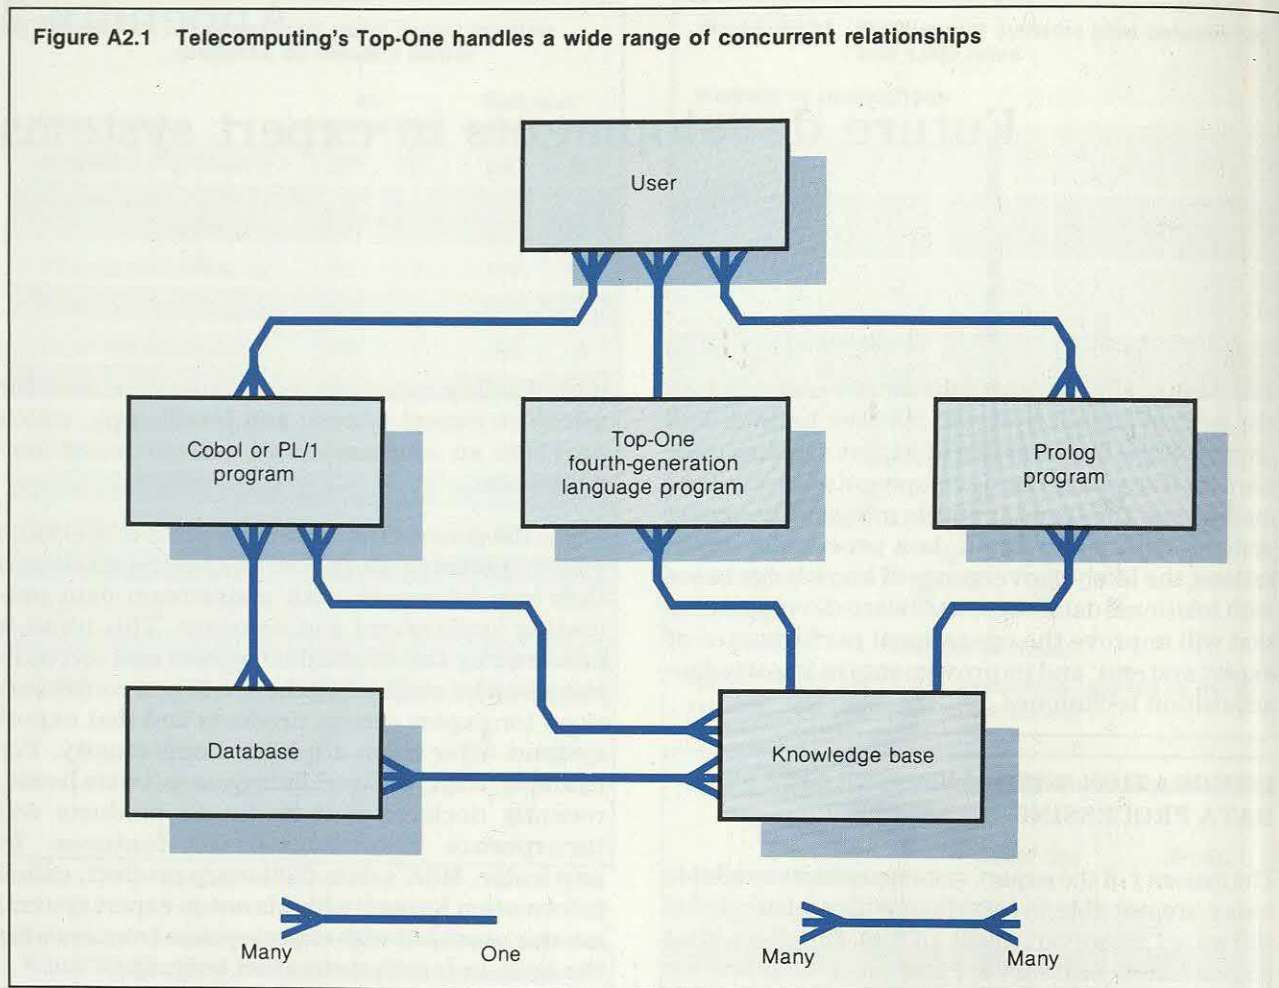 Figure A2.1 Telecomputing's Top-One handles a wide range of concurrent relationships
User
Cobol or PL/1
program
Top-One
fourth-generation
language program
Prolog
program
Database
Knowledge base
Many
One
Many
Many